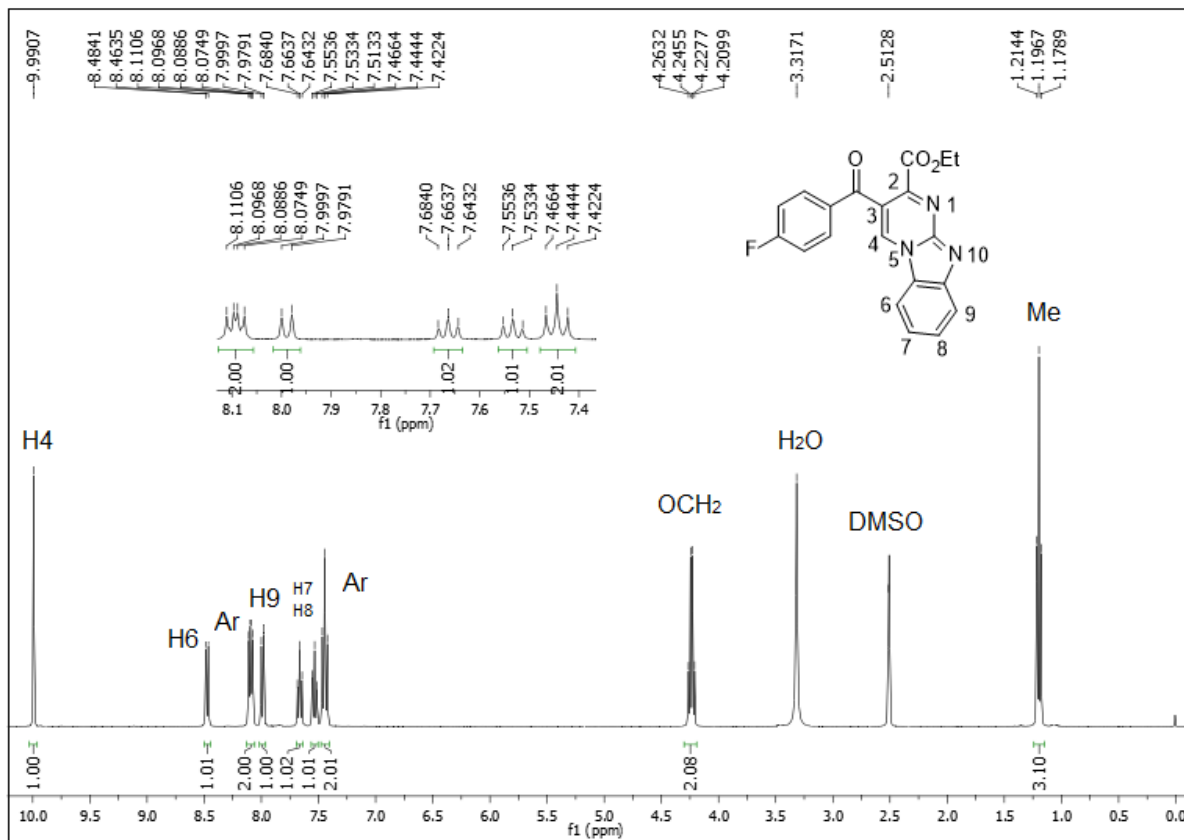 9.9907
8.4841
8.4635
8.1106
8.0968
8.0886
8.0749
7.9997
7.9791
7.6840
7.6637
7.6432
7.5536
7.5334
7.5133
7.4664
7.4444
7.4224
4.2632
4.2455
4.2277
4.2099
3.3171
2.5128
1.2144
1.1967
1.1789
8.1106
8.0968
8.0886
8.0749
7.9997
7.9791
7.6840
7.6637
7.6432
7.5536
7.5334
7.4664
7.4444
7.4224
2.00
1.00
1.02
1.01
2.01
8.1 8.0 7.9 7.8 7.7 7.6 7.5 7.4
f1 (ppm)
O
CO2Et
2
N 1
3
4
F
5 N
N 10
6
9
7
8
Me
H4
H2O
OCH2
DMSO
H7
H8
Ar
H9
Ar
H6
1.00
1.01
2.00
1.00
1.02
1.01
2.01
2.08
3.10
10.0 9.5 9.0 8.5 8.0 7.5 7.0 6.5 6.0 5.5 5.0 4.5 4.0 3.5 3.0 2.5 2.0 1.5 1.0 0.5 0.0
f1 (ppm)